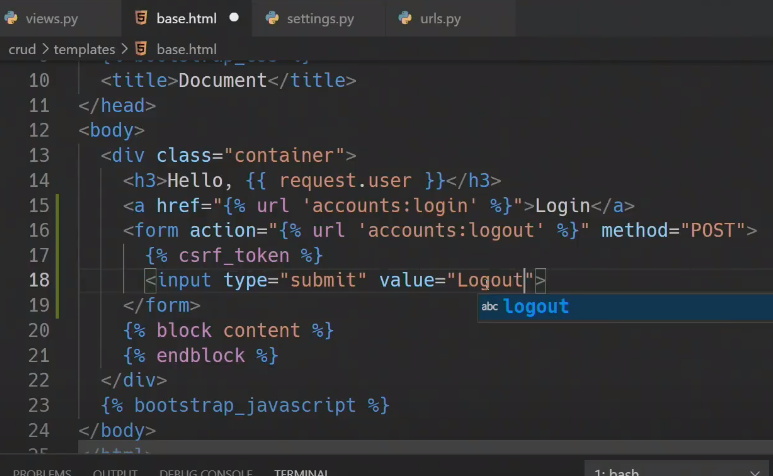 views.py base.html settings.py urls.py
crud > templates > base.html
10 <title>Document</title>
11 </head>
12 <body>
13 <div class="container">
14 <h3>Hello, {{ request.user }}</h3>
15 <a href="{% url 'accounts:login' %}">Login</a>
16 <form action="{% url 'accounts:logout' %}" method="POST">
17 {% csrf_token %}
18 <input type="submit" value="Logout">
abc logout
19 </form>
20 {% block content %}
21 {% endblock %}
22 </div>
23 {% bootstrap_javascript %}
24 </body>
25 </html>
PROBLEMS OUTPUT DEBUG CONSOLE TERMINAL 1: bash